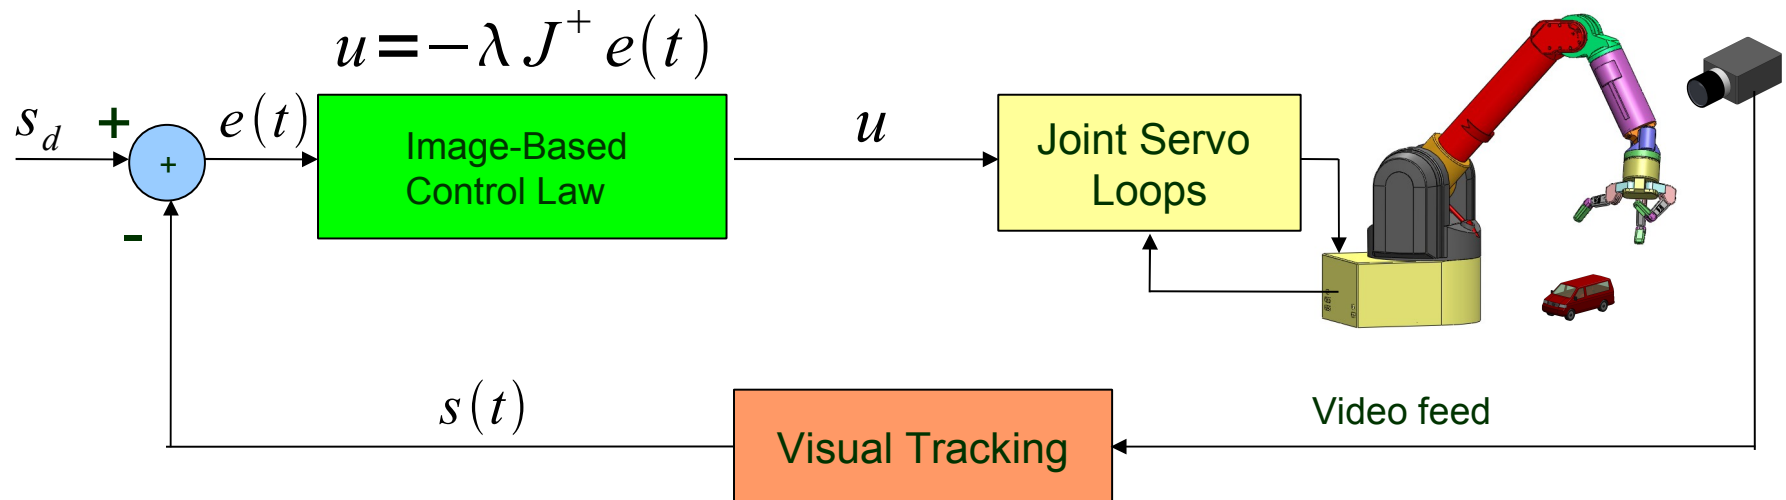 u=−λ J⁺ e(t)
s_d
+
e(t)
+
-
Image-Based
Control Law
u
Joint Servo
Loops
s(t)
Visual Tracking
Video feed